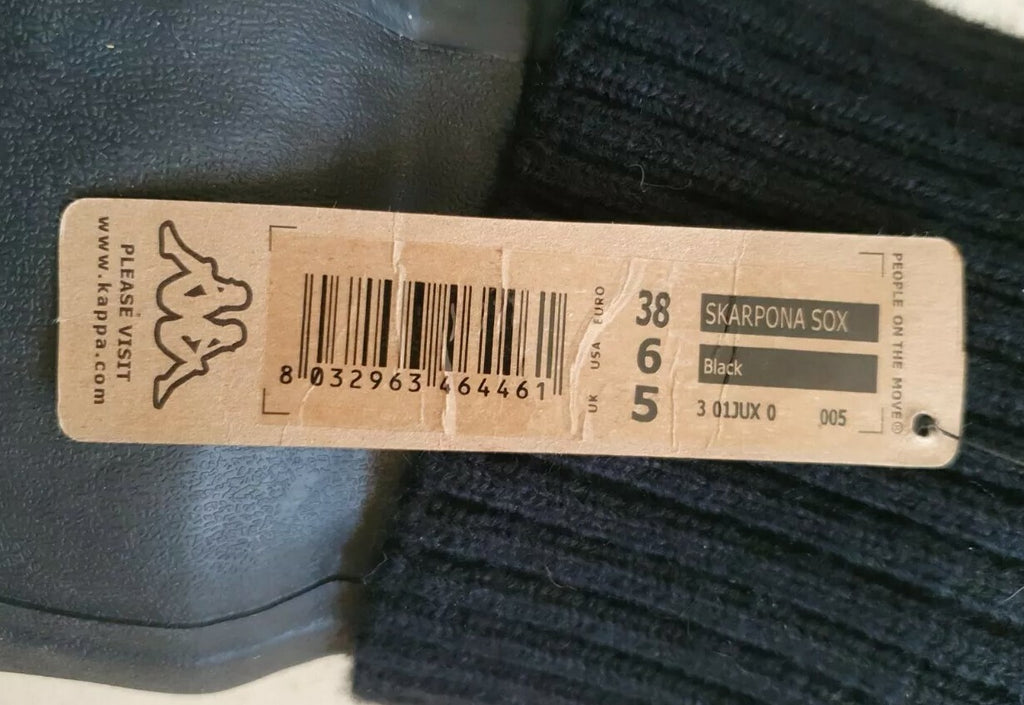 PLEASE VISIT
www.kappa.com
8 032963 464461
EURO 38
USA 6
UK 5
SKARPONA SOX
Black
3 01JUX 0 005
PEOPLE ON THE MOVE®